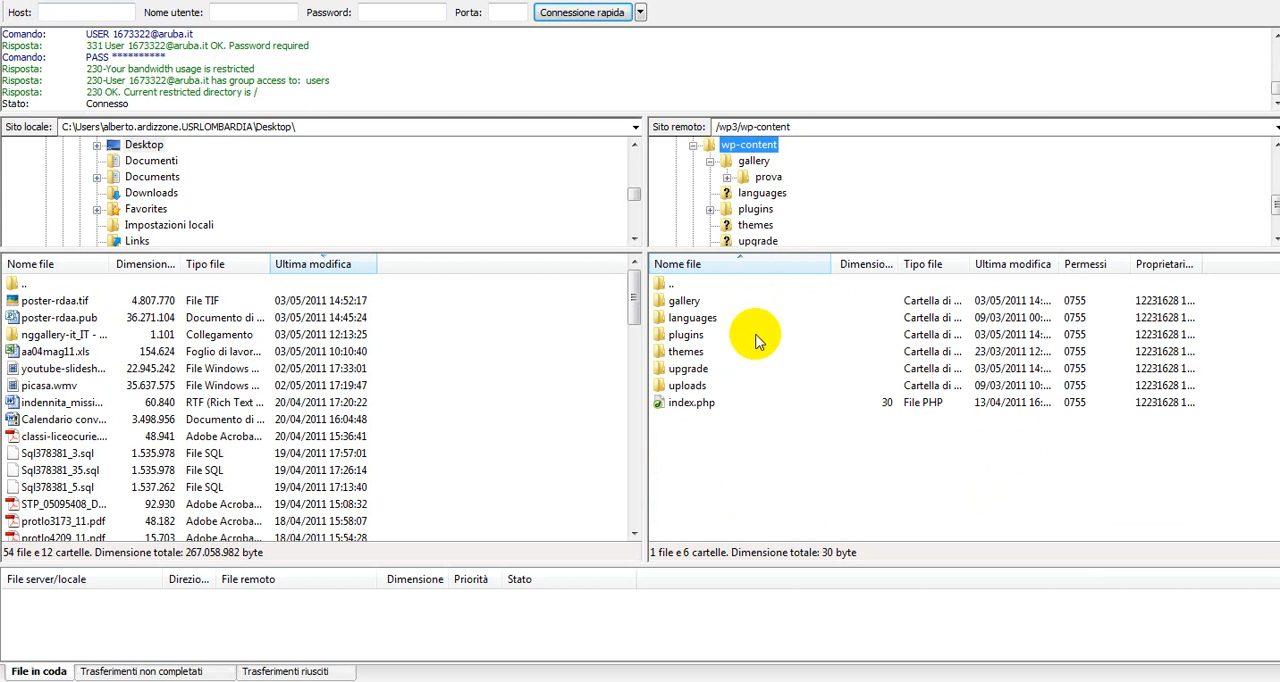 Host: Nome utente: Password: Porta: Connessione rapida
Comando: USER 1673322@aruba.it
Risposta: 331 User 1673322@aruba.it OK. Password required
Comando: PASS **********
Risposta: 230-Your bandwidth usage is restricted
Risposta: 230-User 1673322@aruba.it has group access to: users
Risposta: 230 OK. Current restricted directory is /
Stato: Connesso
Sito locale: C:\Users\alberto.ardizzone.USRLOMBARDIA\Desktop\
Desktop
Documenti
Documents
Downloads
Favorites
Impostazioni locali
Links
Sito remoto: /wp3/wp-content
wp-content
gallery
prova
languages
plugins
themes
upgrade
Nome file Dimension... Tipo file Ultima modifica
..
poster-rdaa.tif 4.807.770 File TIF 03/05/2011 14:52:17
poster-rdaa.pub 36.271.104 Documento di ... 03/05/2011 14:45:24
nggallery-it_IT - ... 1.101 Collegamento 03/05/2011 12:13:25
aa04mag11.xls 154.624 Foglio di lavor... 03/05/2011 10:10:40
youtube-slidesh... 22.945.242 File Windows ... 02/05/2011 17:33:01
picasa.wmv 35.637.575 File Windows ... 02/05/2011 17:19:47
indennita_missi... 60.840 RTF (Rich Text ... 20/04/2011 17:20:22
Calendario conv... 3.498.956 Documento di ... 20/04/2011 16:04:48
classi-liceocurie.... 48.941 Adobe Acroba... 20/04/2011 15:36:41
Sql378381_3.sql 1.535.978 File SQL 19/04/2011 17:57:01
Sql378381_35.sql 1.535.978 File SQL 19/04/2011 17:26:14
Sql378381_5.sql 1.537.262 File SQL 19/04/2011 17:13:40
STP_05095408_D... 92.930 Adobe Acroba... 19/04/2011 15:08:32
protlo3173_11.pdf 48.182 Adobe Acroba... 18/04/2011 15:58:07
protlo4209_11.pdf 15.703 Adobe Acroba... 18/04/2011 15:54:28
54 file e 12 cartelle. Dimensione totale: 267.058.982 byte
Nome file Dimensio... Tipo file Ultima modifica Permessi Proprietari...
..
gallery Cartella di ... 03/05/2011 14:... 0755 12231628 1...
languages Cartella di ... 09/03/2011 00:... 0755 12231628 1...
plugins Cartella di ... 03/05/2011 14:... 0755 12231628 1...
themes Cartella di ... 23/03/2011 12:... 0755 12231628 1...
upgrade Cartella di ... 03/05/2011 14:... 0755 12231628 1...
uploads Cartella di ... 09/03/2011 10:... 0755 12231628 1...
index.php 30 File PHP 13/04/2011 16:... 0755 12231628 1...
1 file e 6 cartelle. Dimensione totale: 30 byte
File server/locale Direzio... File remoto Dimensione Priorità Stato
File in coda Trasferimenti non completati Trasferimenti riusciti